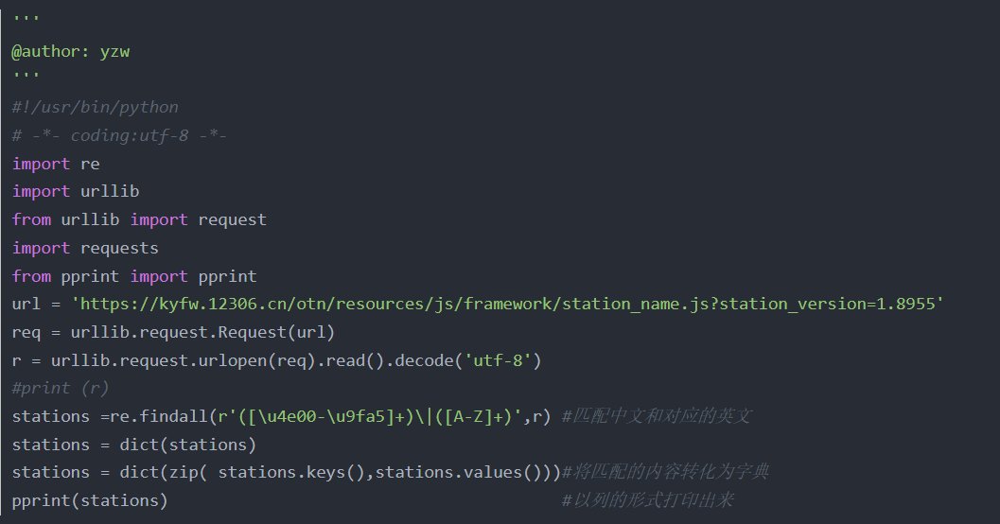 '''
@author: yzw
'''
#!/usr/bin/python
# -*- coding:utf-8 -*-
import re
import urllib
from urllib import request
import requests
from pprint import pprint
url = 'https://kyfw.12306.cn/otn/resources/js/framework/station_name.js?station_version=1.8955'
req = urllib.request.Request(url)
r = urllib.request.urlopen(req).read().decode('utf-8')
#print (r)
stations =re.findall(r'([\u4e00-\u9fa5]+)\|([A-Z]+)',r) #匹配中文和对应的英文
stations = dict(stations)
stations = dict(zip( stations.keys(),stations.values()))#将匹配的内容转化为字典
pprint(stations)                                        #以列的形式打印出来